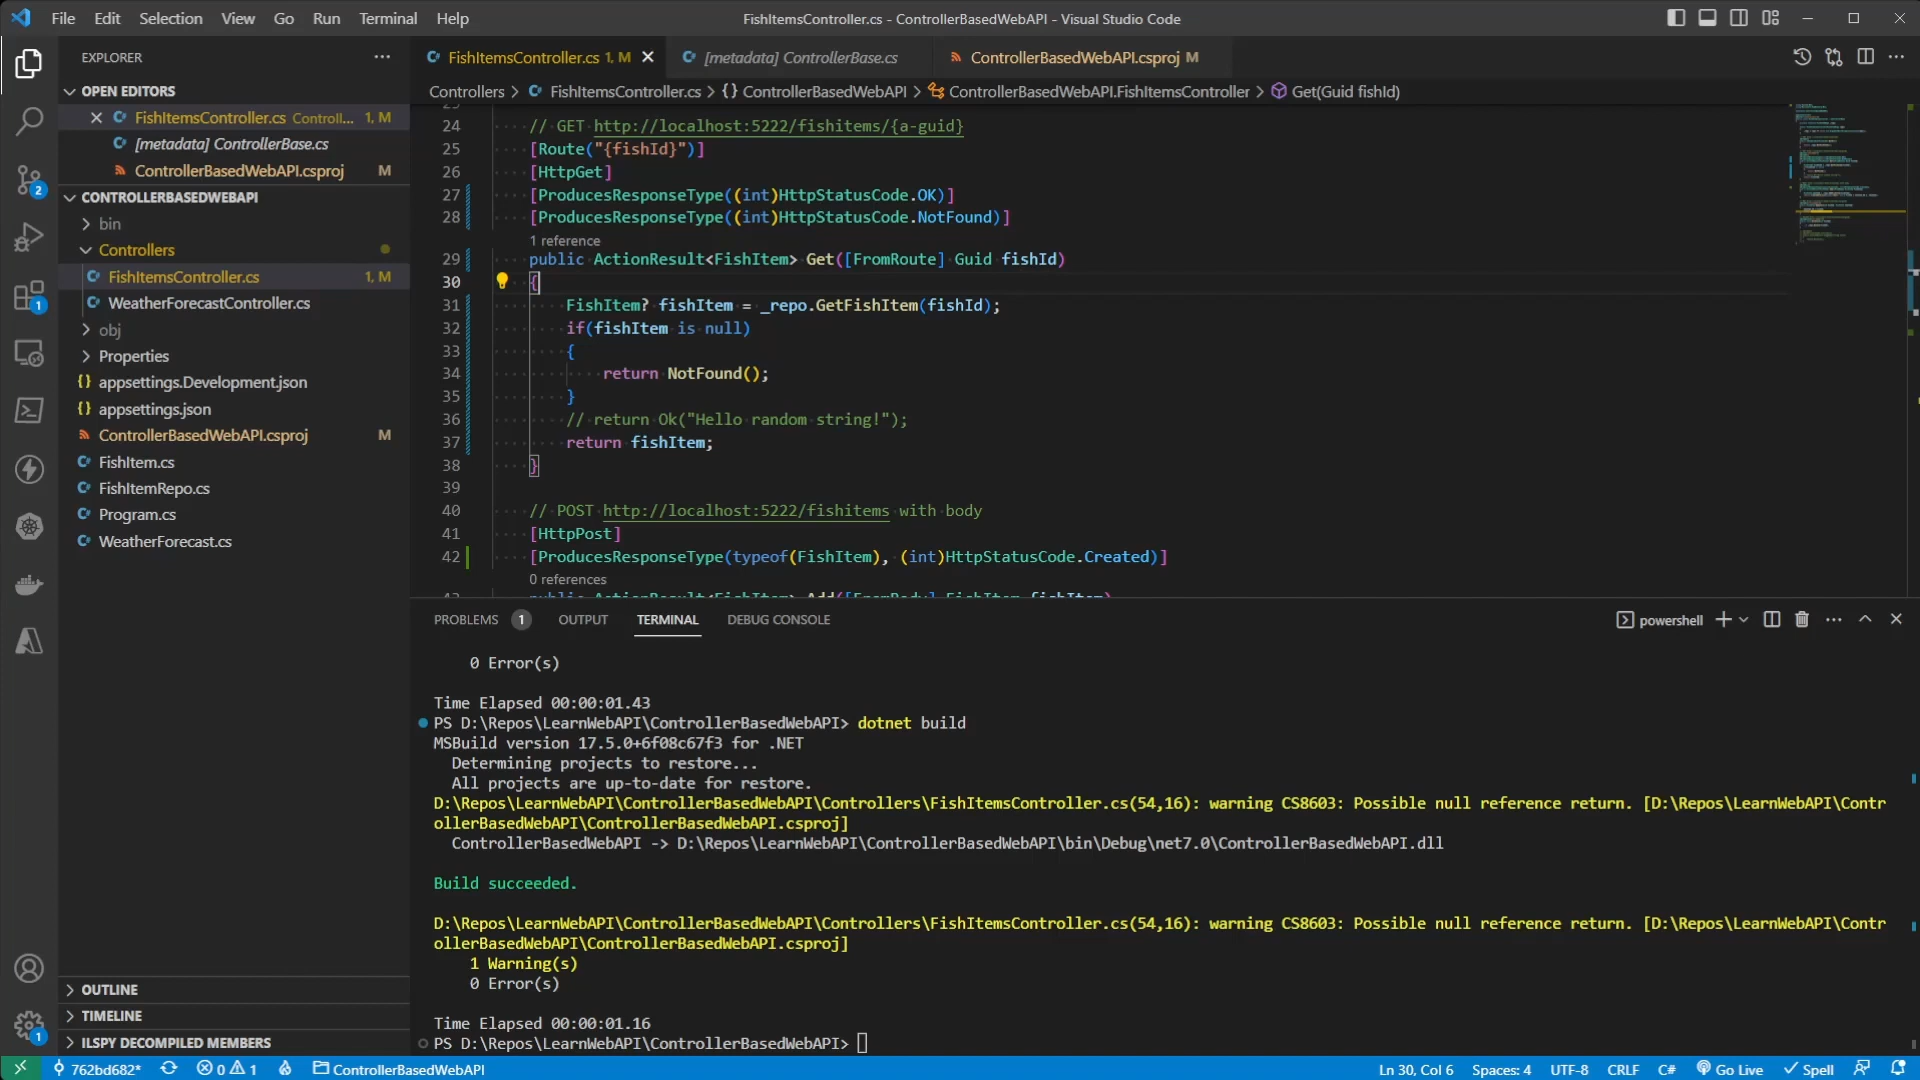 File Edit Selection View Go Run Terminal Help
FishItemsController.cs - ControllerBasedWebAPI - Visual Studio Code
EXPLORER
OPEN EDITORS
FishItemsController.cs Controll... 1, M
[metadata] ControllerBase.cs
ControllerBasedWebAPI.csproj M
CONTROLLERBASEDWEBAPI
bin
Controllers
FishItemsController.cs 1, M
WeatherForecastController.cs
obj
Properties
{} appsettings.Development.json
{} appsettings.json
ControllerBasedWebAPI.csproj M
FishItem.cs
FishItemRepo.cs
Program.cs
WeatherForecast.cs
OUTLINE
TIMELINE
ILSPY DECOMPILED MEMBERS
2
1
1
FishItemsController.cs 1, M
[metadata] ControllerBase.cs
ControllerBasedWebAPI.csproj M
Controllers > FishItemsController.cs > {} ControllerBasedWebAPI > ControllerBasedWebAPI.FishItemsController > Get(Guid fishId)
24 // GET http://localhost:5222/fishitems/{a-guid}
25 [Route("{fishId}")]
26 [HttpGet]
27 [ProducesResponseType((int)HttpStatusCode.OK)]
28 [ProducesResponseType((int)HttpStatusCode.NotFound)]
1 reference
29 public ActionResult<FishItem> Get([FromRoute] Guid fishId)
30 {
31 FishItem? fishItem = _repo.GetFishItem(fishId);
32 if(fishItem is null)
33 {
34 return NotFound();
35 }
36 // return Ok("Hello random string!");
37 return fishItem;
38 }
39
40 // POST http://localhost:5222/fishitems with body
41 [HttpPost]
42 [ProducesResponseType(typeof(FishItem), (int)HttpStatusCode.Created)]
0 references
public ActionResult<FishItem> Add([FromBody] FishItem fishItem)
PROBLEMS 1 OUTPUT TERMINAL DEBUG CONSOLE
powershell
0 Error(s)
Time Elapsed 00:00:01.43
PS D:\Repos\LearnWebAPI\ControllerBasedWebAPI> dotnet build
MSBuild version 17.5.0+6f08c67f3 for .NET
Determining projects to restore...
All projects are up-to-date for restore.
D:\Repos\LearnWebAPI\ControllerBasedWebAPI\Controllers\FishItemsController.cs(54,16): warning CS8603: Possible null reference return. [D:\Repos\LearnWebAPI\Contr
ollerBasedWebAPI\ControllerBasedWebAPI.csproj]
ControllerBasedWebAPI -> D:\Repos\LearnWebAPI\ControllerBasedWebAPI\bin\Debug\net7.0\ControllerBasedWebAPI.dll
Build succeeded.
D:\Repos\LearnWebAPI\ControllerBasedWebAPI\Controllers\FishItemsController.cs(54,16): warning CS8603: Possible null reference return. [D:\Repos\LearnWebAPI\Contr
ollerBasedWebAPI\ControllerBasedWebAPI.csproj]
1 Warning(s)
0 Error(s)
Time Elapsed 00:00:01.16
PS D:\Repos\LearnWebAPI\ControllerBasedWebAPI>
762bd682* 0 1 ControllerBasedWebAPI
Ln 30, Col 6 Spaces: 4 UTF-8 CRLF C# Go Live Spell